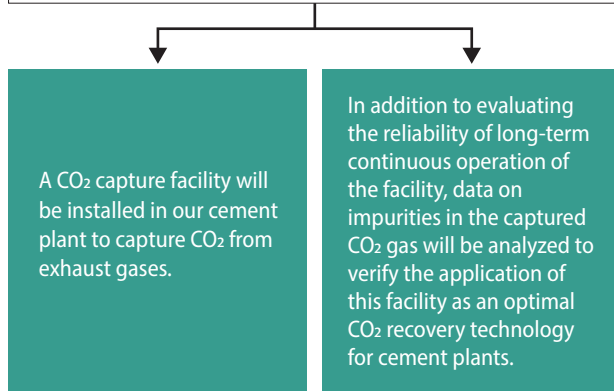 A CO₂ capture facility will
be installed in our cement
plant to capture CO₂ from
exhaust gases.
In addition to evaluating
the reliability of long-term
continuous operation of
the facility, data on
impurities in the captured
CO₂ gas will be analyzed to
verify the application of
this facility as an optimal
CO₂ recovery technology
for cement plants.